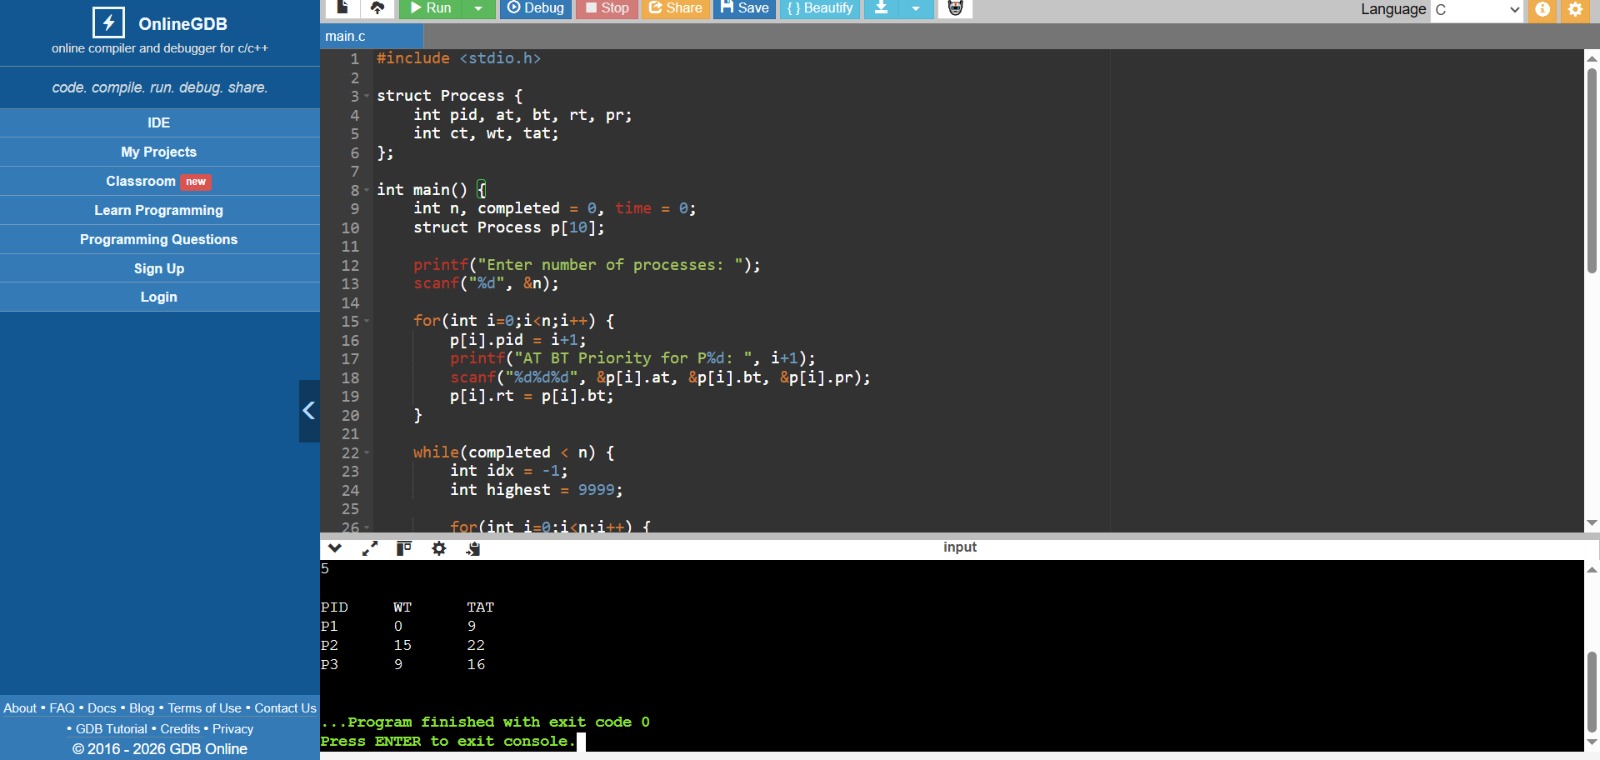 OnlineGDB
online compiler and debugger for c/c++
code. compile. run. debug. share.
IDE
My Projects
Classroom new
Learn Programming
Programming Questions
Sign Up
Login
About • FAQ • Docs • Blog • Terms of Use • Contact Us
• GDB Tutorial • Credits • Privacy
© 2016 - 2026 GDB Online
Run Debug Stop Share Save { } Beautify Language C
main.c
1 #include <stdio.h>
2
3 struct Process {
4 int pid, at, bt, rt, pr;
5 int ct, wt, tat;
6 };
7
8 int main() {
9 int n, completed = 0, time = 0;
10 struct Process p[10];
11
12 printf("Enter number of processes: ");
13 scanf("%d", &n);
14
15 for(int i=0;i<n;i++) {
16 p[i].pid = i+1;
17 printf("AT BT Priority for P%d: ", i+1);
18 scanf("%d%d%d", &p[i].at, &p[i].bt, &p[i].pr);
19 p[i].rt = p[i].bt;
20 }
21
22 while(completed < n) {
23 int idx = -1;
24 int highest = 9999;
25
26 for(int i=0;i<n;i++) {
input
5
PID WT TAT
P1 0 9
P2 15 22
P3 9 16
...Program finished with exit code 0
Press ENTER to exit console.